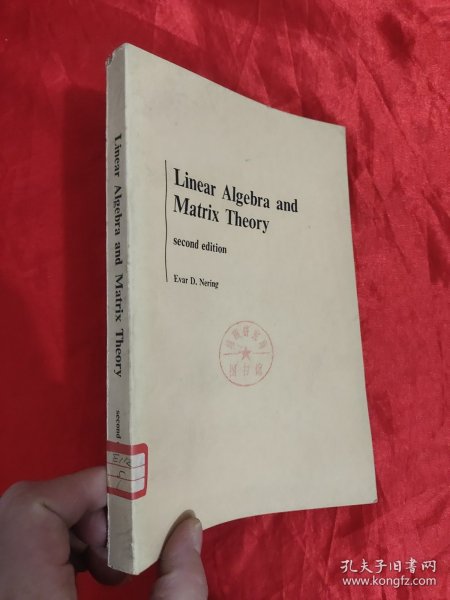 Linear Algebra and Matrix Theory
second
Linear Algebra and
Matrix Theory
second edition
Evar D. Nering
孔夫子旧书网
www.kongfz.com